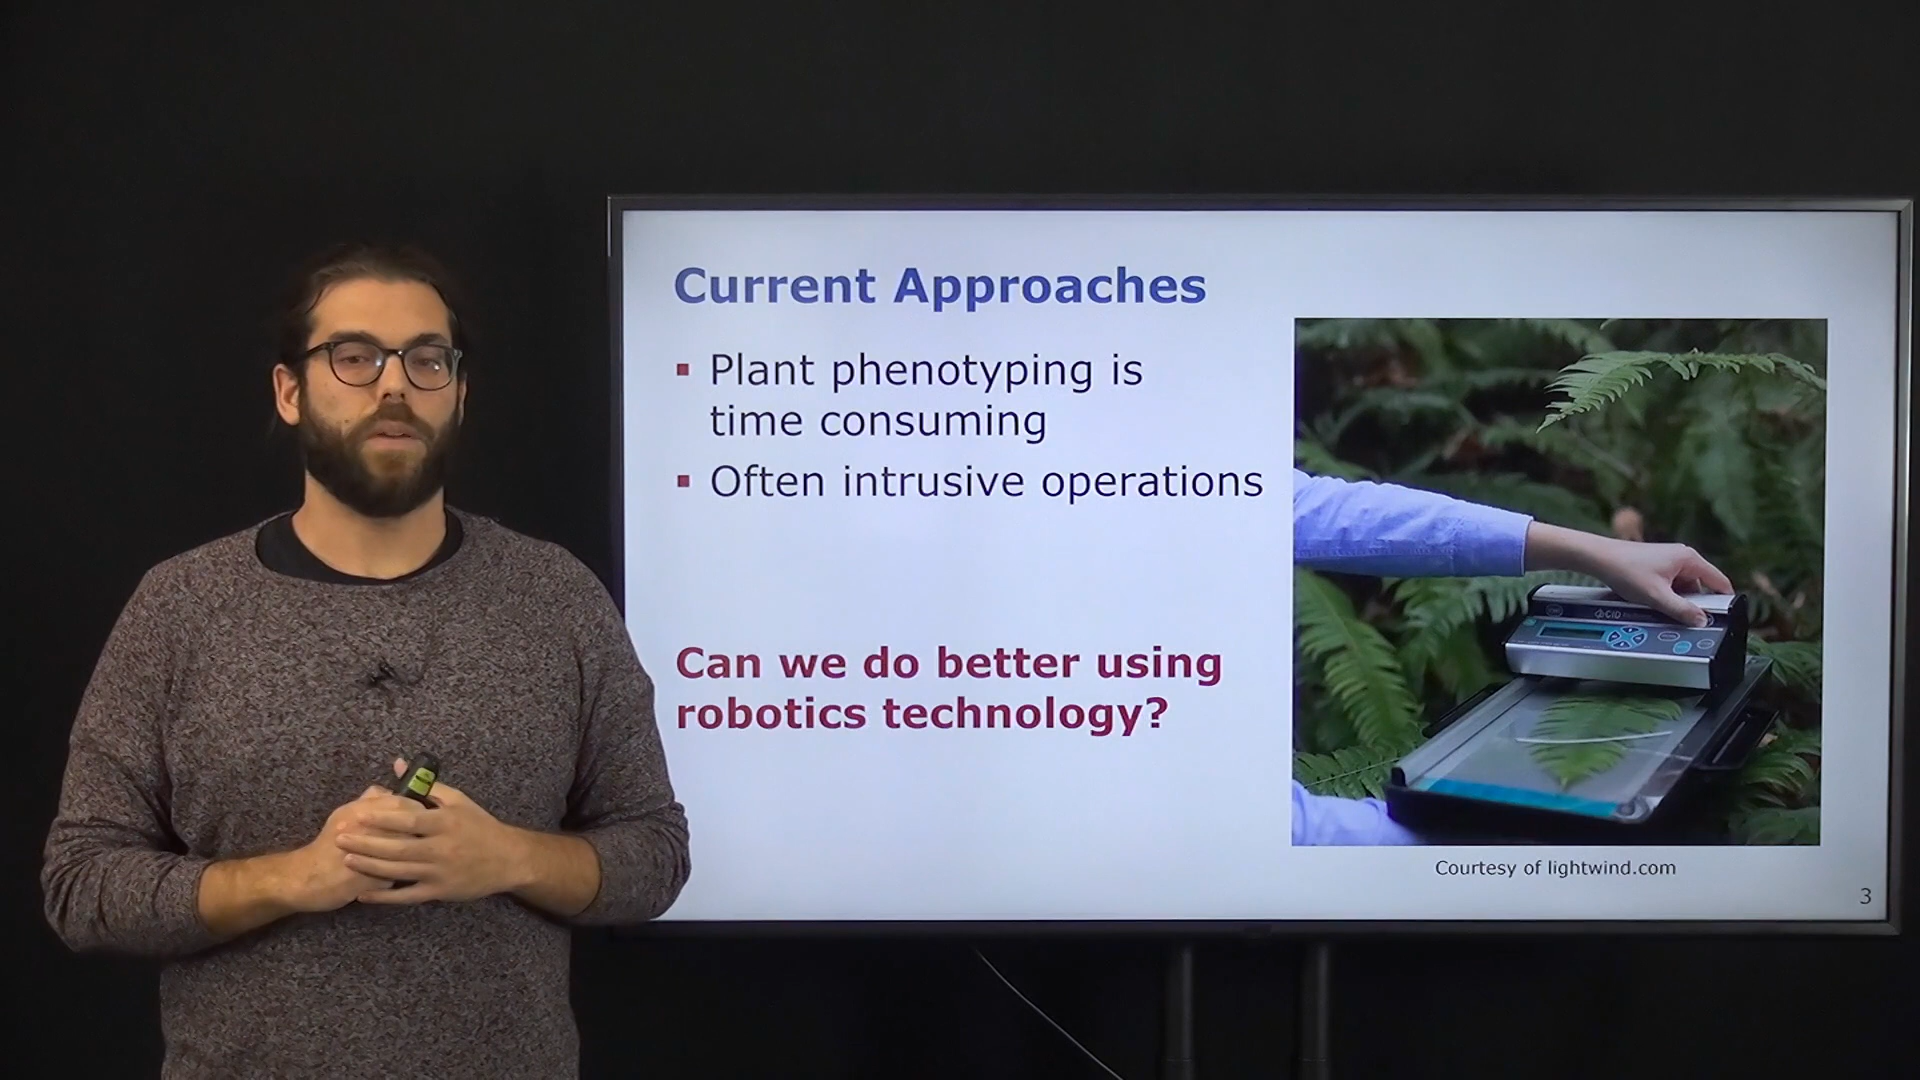 Current Approaches
Plant phenotyping is
time consuming
Often intrusive operations
Can we do better using
robotics technology?
CID
Courtesy of lightwind.com
3